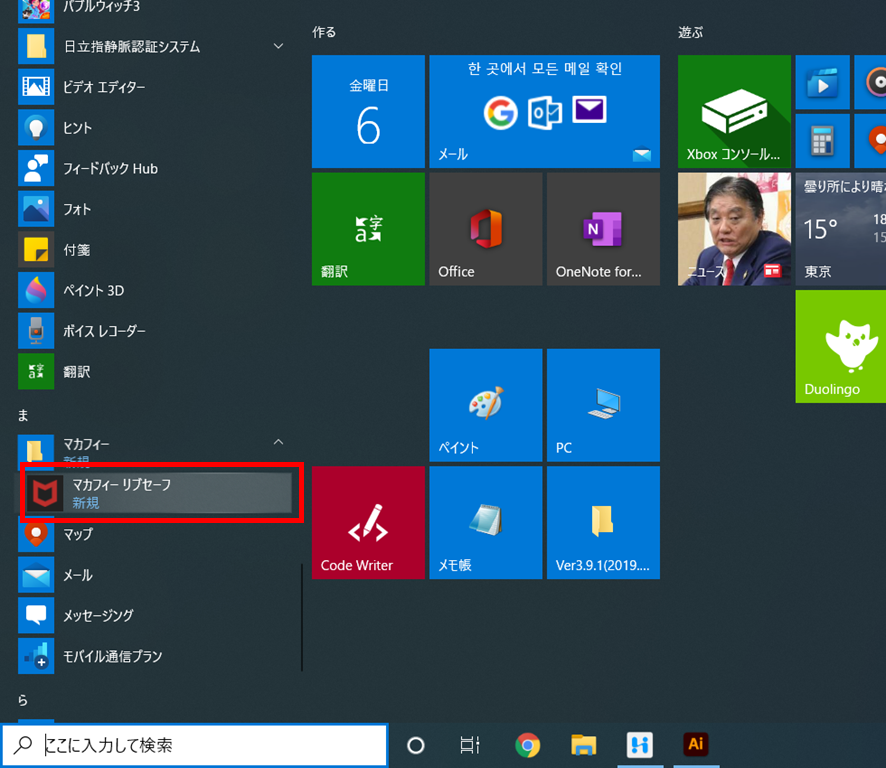 バブルウィッチ3
日立指静脈認証システム
ビデオ エディター
ヒント
フィードバック Hub
フォト
付箋
ペイント 3D
ボイス レコーダー
翻訳
ま
マカフィー
新規
マカフィー リブセーフ
新規
マップ
メール
メッセージング
モバイル通信プラン
ら
ここに入力して検索
作る
金曜日
6
한 곳에서 모든 메일 확인
メール
a字
翻訳
Office
N
OneNote for...
ペイント
PC
Code Writer
メモ帳
Ver3.9.1(2019....
遊ぶ
Xbox コンソール...
ニュース
曇り所により晴れ
15°
18
15
東京
Duolingo
Ai